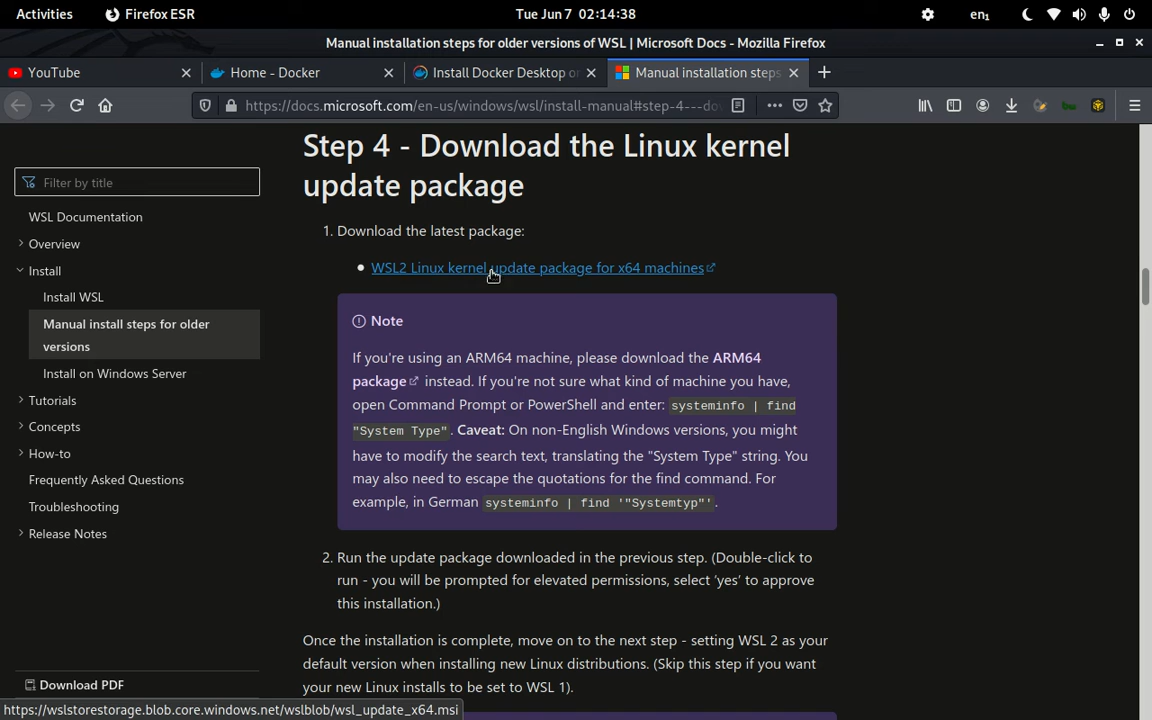 Activities Firefox ESR Tue Jun 7 02:14:38 en₁
Manual installation steps for older versions of WSL | Microsoft Docs - Mozilla Firefox
YouTube Home - Docker Install Docker Desktop or Manual installation steps
https://docs.microsoft.com/en-us/windows/wsl/install-manual#step-4---do
Step 4 - Download the Linux kernel
update package
Filter by title
WSL Documentation
Overview
Install
Install WSL
Manual install steps for older
versions
Install on Windows Server
Tutorials
Concepts
How-to
Frequently Asked Questions
Troubleshooting
Release Notes
Download PDF
1. Download the latest package:
WSL2 Linux kernel update package for x64 machines
Note
If you're using an ARM64 machine, please download the ARM64
package instead. If you're not sure what kind of machine you have,
open Command Prompt or PowerShell and enter: systeminfo | find
"System Type". Caveat: On non-English Windows versions, you might
have to modify the search text, translating the "System Type" string. You
may also need to escape the quotations for the find command. For
example, in German systeminfo | find '"Systemtyp"'.
2. Run the update package downloaded in the previous step. (Double-click to
run - you will be prompted for elevated permissions, select 'yes' to approve
this installation.)
Once the installation is complete, move on to the next step - setting WSL 2 as your
default version when installing new Linux distributions. (Skip this step if you want
your new Linux installs to be set to WSL 1).
https://wslstorestorage.blob.core.windows.net/wslblob/wsl_update_x64.msi